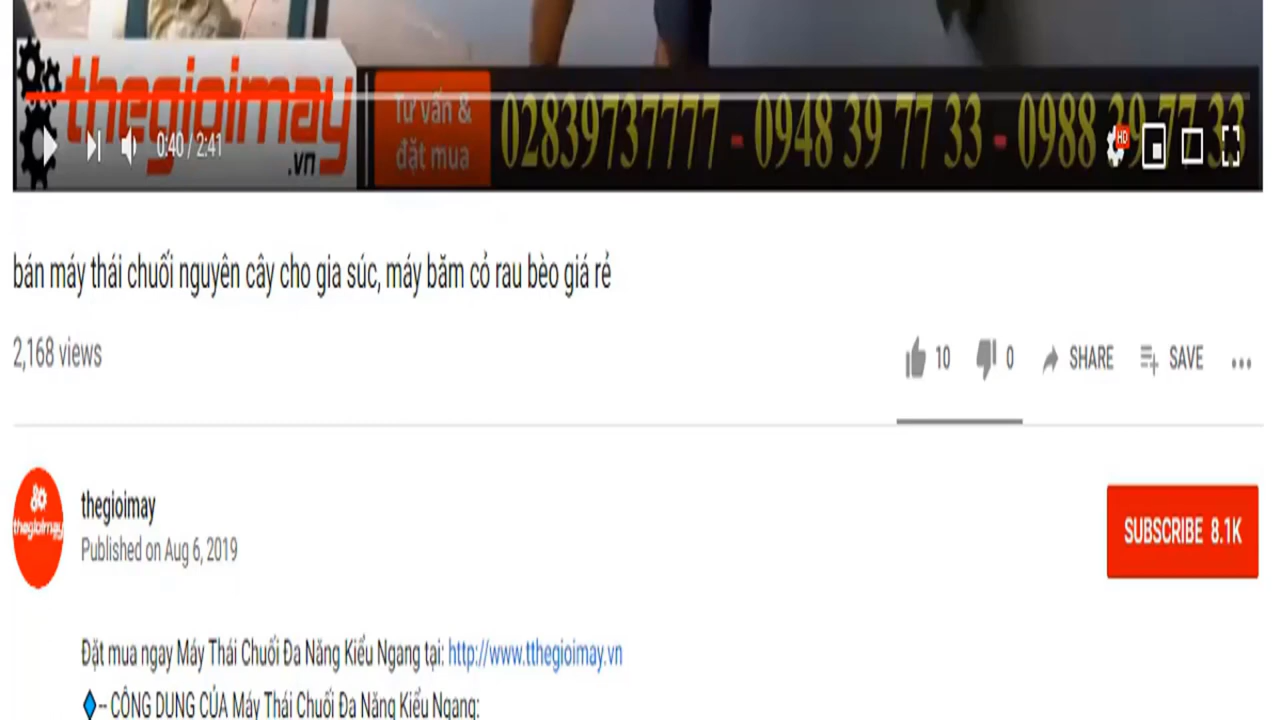 thegioimay
.vn
Tư vấn &
đặt mua
02839737777 - 0948 39 77 33 - 0988 39 77 33
0:40 / 2:41
HD
bán máy thái chuối nguyên cây cho gia súc, máy băm cỏ rau bèo giá rẻ
2,168 views
10 0 SHARE SAVE
thegioimay
thegioimay
Published on Aug 6, 2019
SUBSCRIBE 8.1K
Đặt mua ngay Máy Thái Chuối Đa Năng Kiểu Ngang tại: http://www.tthegioimay.vn
-- CÔNG DỤNG CỦA Máy Thái Chuối Đa Năng Kiểu Ngang: